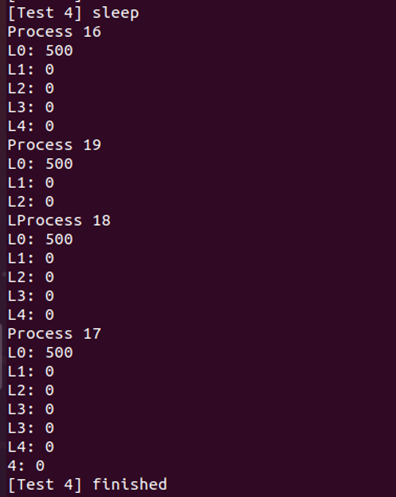 [Test 4] sleep
Process 16
L0: 500
L1: 0
L2: 0
L3: 0
L4: 0
Process 19
L0: 500
L1: 0
L2: 0
LProcess 18
L0: 500
L1: 0
L2: 0
L3: 0
L4: 0
Process 17
L0: 500
L1: 0
L2: 0
L3: 0
L3: 0
L4: 0
4: 0
[Test 4] finished